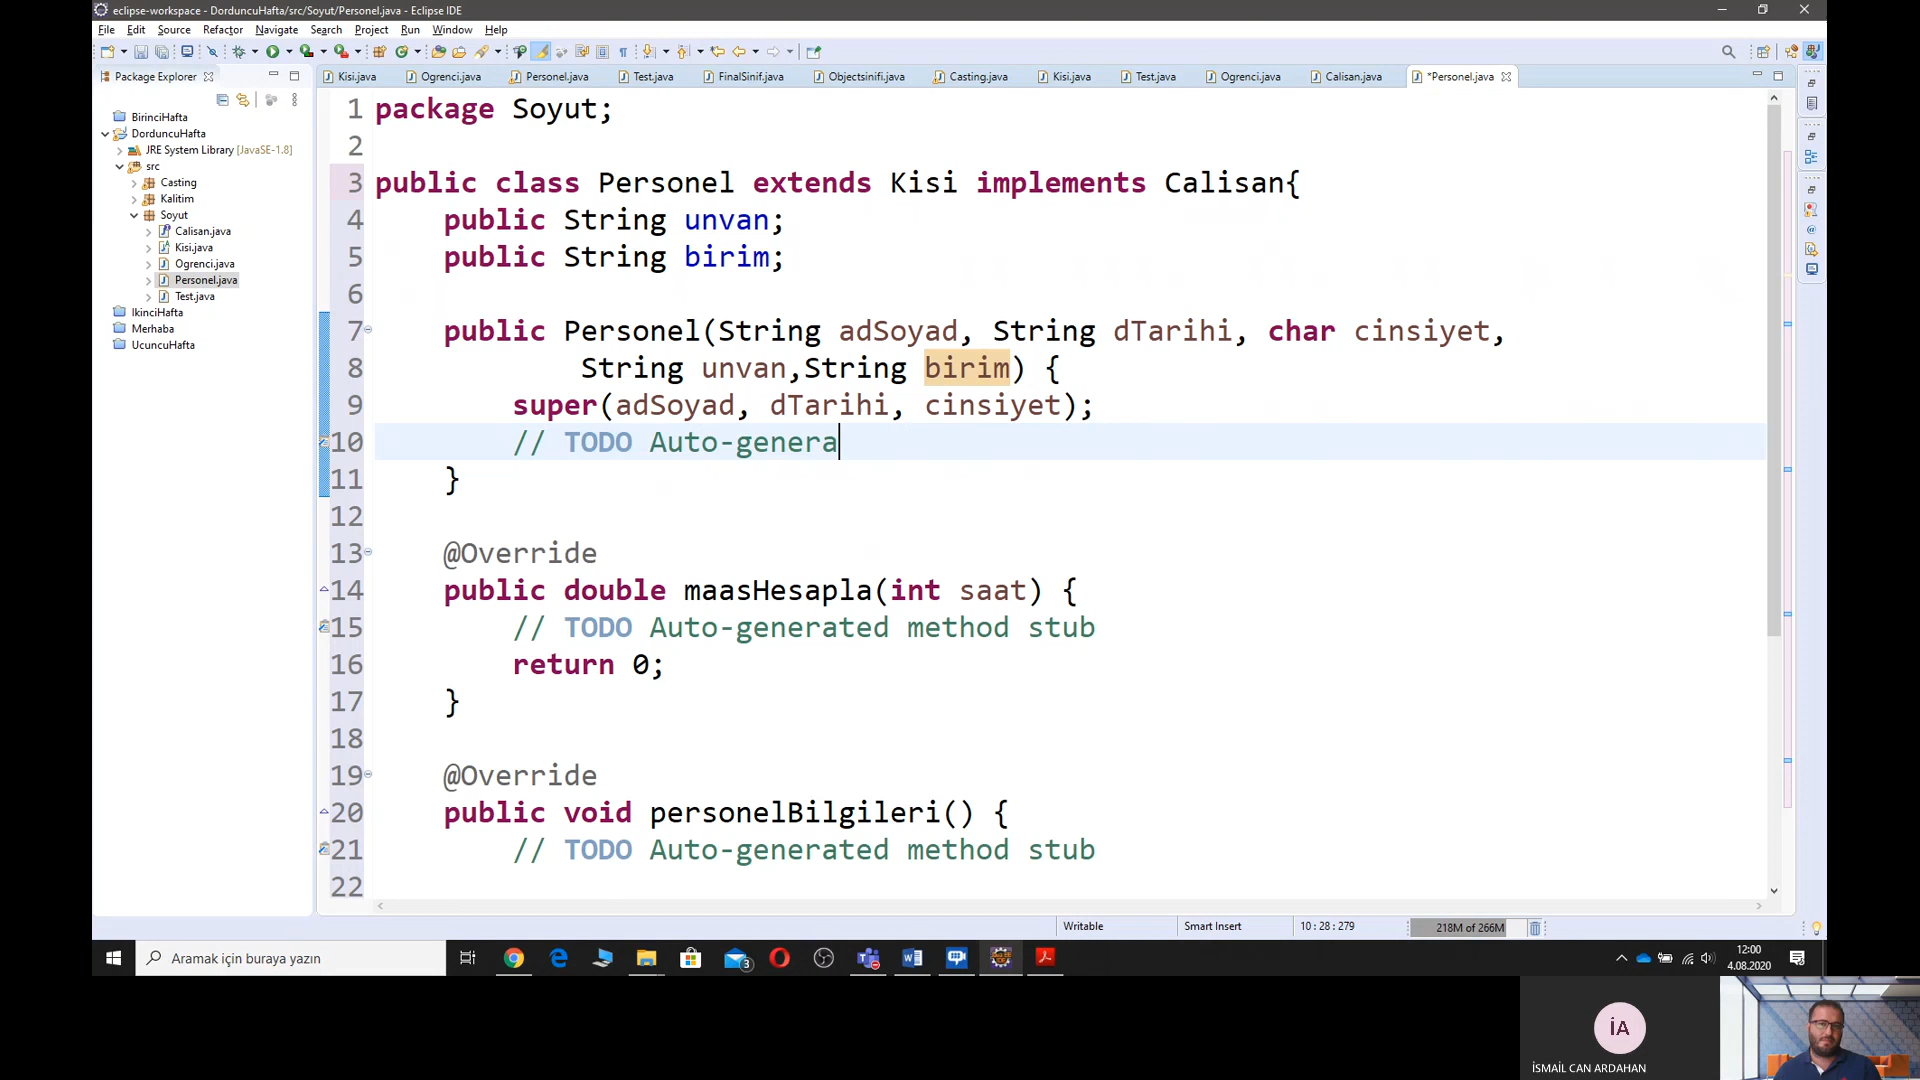 eclipse-workspace - DorduncuHafta/src/Soyut/Personel.java - Eclipse IDE
File Edit Source Refactor Navigate Search Project Run Window Help
Package Explorer
Kisi.java Ogrenci.java Personel.java Test.java FinalSinif.java Objectsinifi.java Casting.java Kisi.java Test.java Ogrenci.java Calisan.java *Personel.java
BirinciHafta
DorduncuHafta
JRE System Library [JavaSE-1.8]
src
Casting
Kalitim
Soyut
Calisan.java
Kisi.java
Ogrenci.java
Personel.java
Test.java
IkinciHafta
Merhaba
UcuncuHafta
1 package Soyut;
2
3 public class Personel extends Kisi implements Calisan{
4 public String unvan;
5 public String birim;
6
7 public Personel(String adSoyad, String dTarihi, char cinsiyet,
8 String unvan,String birim) {
9 super(adSoyad, dTarihi, cinsiyet);
10 // TODO Auto-genera
11 }
12
13 @Override
14 public double maasHesapla(int saat) {
15 // TODO Auto-generated method stub
16 return 0;
17 }
18
19 @Override
20 public void personelBilgileri() {
21 // TODO Auto-generated method stub
22
Writable Smart Insert 10 : 28 : 279 218M of 266M
Aramak için buraya yazın
3
12:00
4.08.2020
İA
İSMAİL CAN ARDAHAN